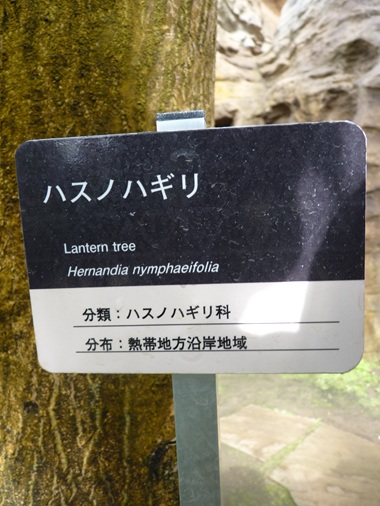 ハスノハギリ
Lantern tree
Hernandia nymphaeifolia
分類：ハスノハギリ科
分布：熱帯地方沿岸地域